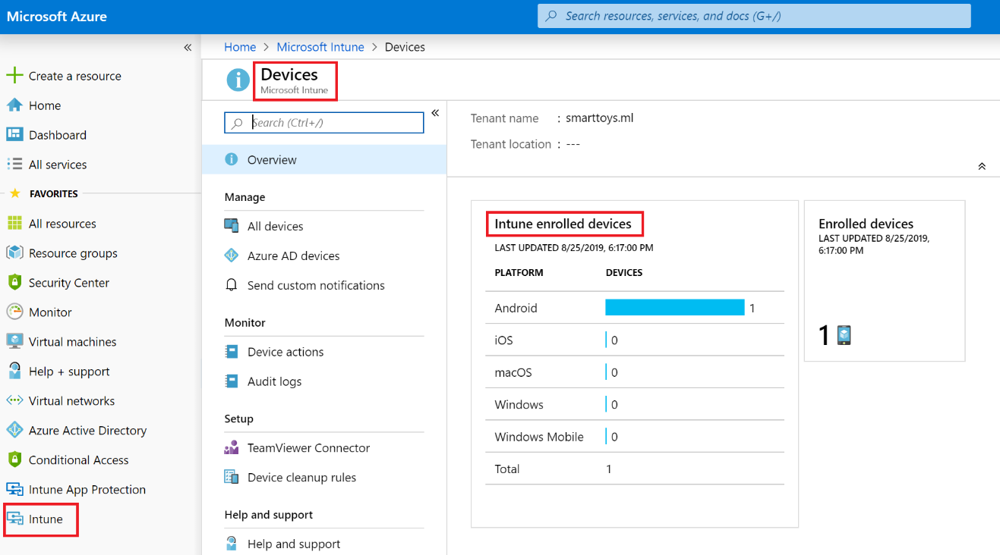 Microsoft Azure
Search resources, services, and docs (G+/)
«
Home > Microsoft Intune > Devices
Create a resource
Home
Dashboard
All services
FAVORITES
All resources
Resource groups
Security Center
Monitor
Virtual machines
Help + support
Virtual networks
Azure Active Directory
Conditional Access
Intune App Protection
Intune
Devices
Microsoft Intune
Search (Ctrl+/)
«
Overview
Manage
All devices
Azure AD devices
Send custom notifications
Monitor
Device actions
Audit logs
Setup
TeamViewer Connector
Device cleanup rules
Help and support
Help and support
Tenant name : smarttoys.ml
Tenant location : ---
Intune enrolled devices
LAST UPDATED 8/25/2019, 6:17:00 PM
PLATFORM DEVICES
Android 1
iOS 0
macOS 0
Windows 0
Windows Mobile 0
Total 1
Enrolled devices
LAST UPDATED 8/25/2019,
6:17:00 PM
1